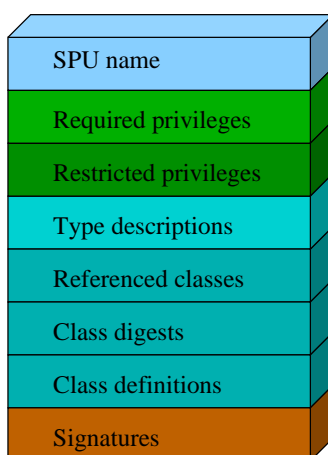 SPU name
Required privileges
Restricted privileges
Type descriptions
Referenced classes
Class digests
Class definitions
Signatures